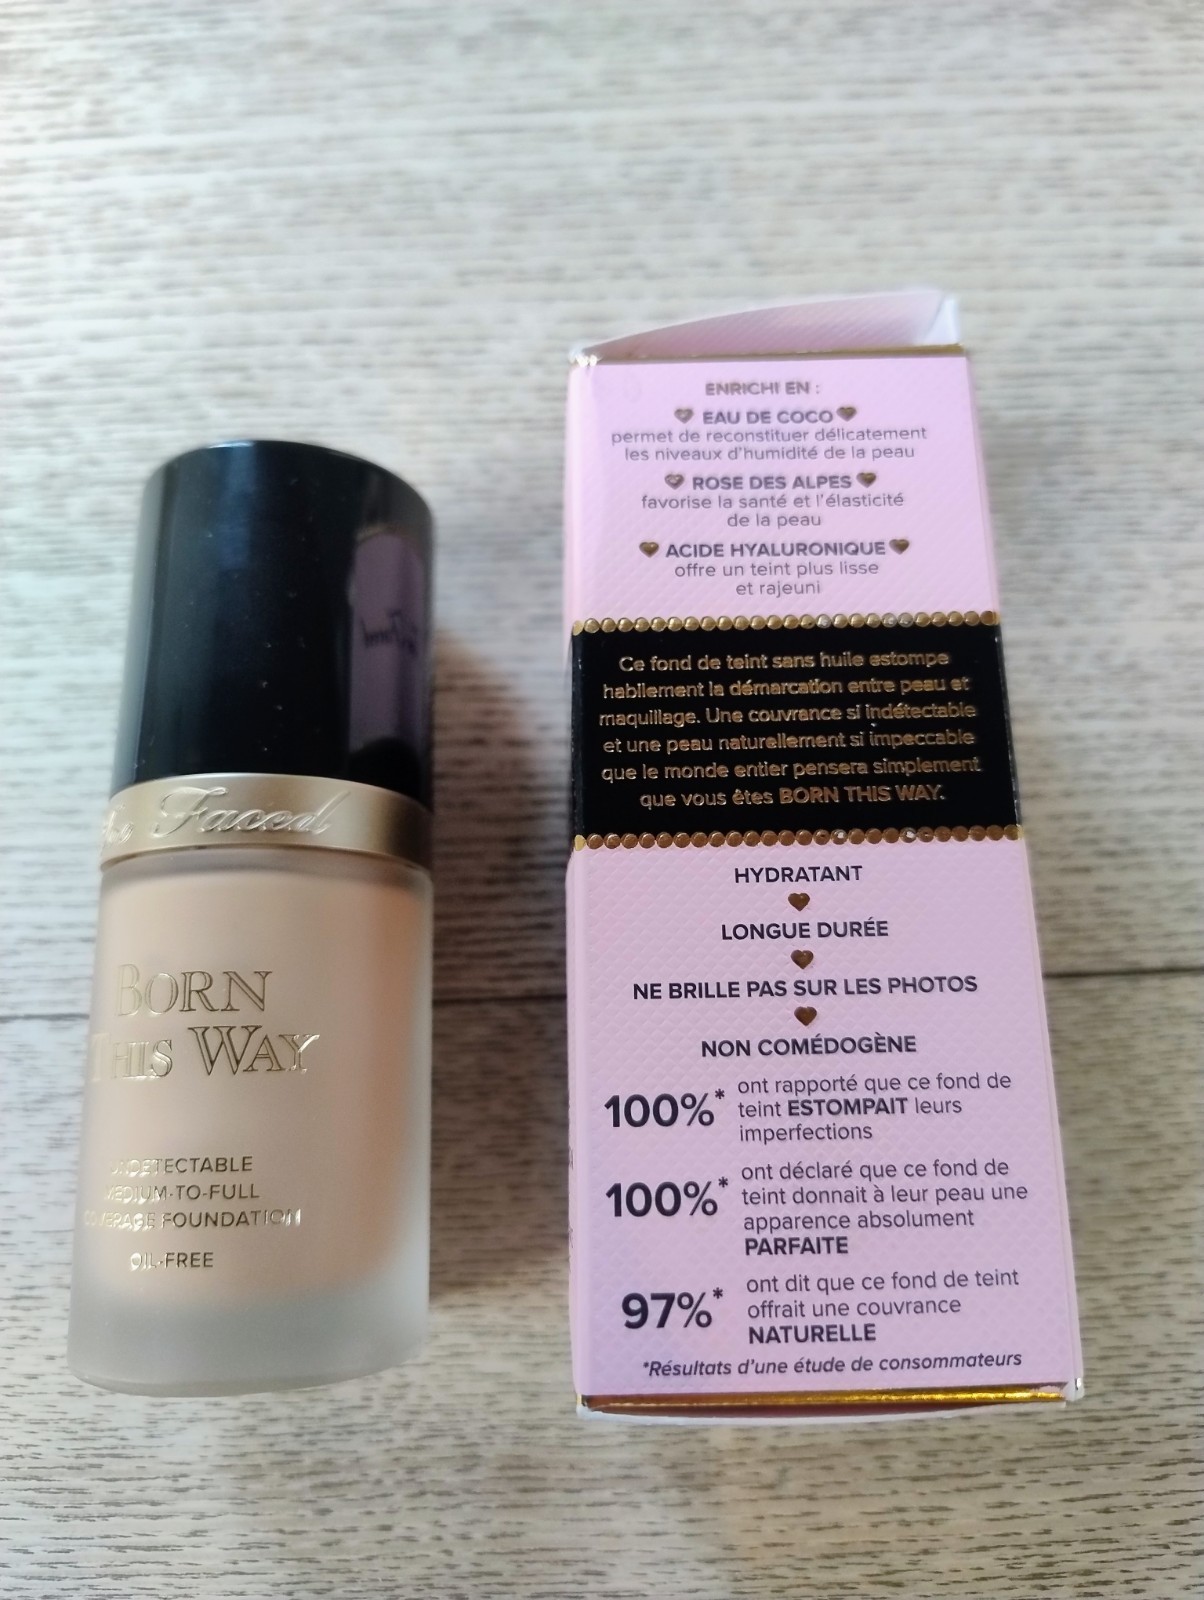 Faced
BORN
THIS WAY
UNDETECTABLE
MEDIUM-TO-FULL
COVERAGE FOUNDATION
OIL-FREE
ENRICHI EN :
EAU DE COCO
permet de reconstituer délicatement
les niveaux d'humidité de la peau
ROSE DES ALPES
favorise la santé et l'élasticité
de la peau
ACIDE HYALURONIQUE
offre un teint plus lisse
et rajeuni
Ce fond de teint sans huile estompe
habilement la démarcation entre peau et
maquillage. Une couvrance si indétectable
et une peau naturellement si impeccable
que le monde entier pensera simplement
que vous êtes BORN THIS WAY.
HYDRATANT
LONGUE DURÉE
NE BRILLE PAS SUR LES PHOTOS
NON COMÉDOGÈNE
100%* ont rapporté que ce fond de
teint ESTOMPAIT leurs
imperfections
100%* ont déclaré que ce fond de
teint donnait à leur peau une
apparence absolument
PARFAITE
97%* ont dit que ce fond de teint
offrait une couvrance
NATURELLE
*Résultats d'une étude de consommateurs